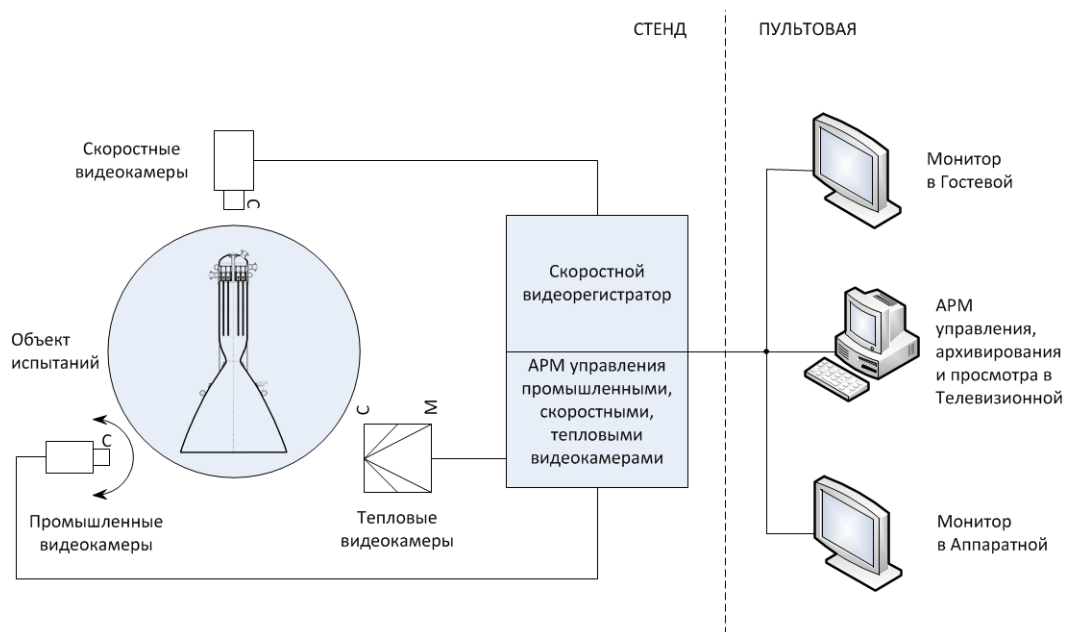 СТЕНД
ПУЛЬТОВАЯ
Скоростные
видеокамеры
С
Монитор
в Гостевой
Скоростной
видеорегистратор
Объект
испытаний
АРМ управления
промышленными,
скоростными,
тепловыми
видеокамерами
АРМ
управления,
архивирования
и просмотра в
Телевизионной
С
М
С
Промышленные
видеокамеры
Тепловые
видеокамеры
Монитор
в Аппаратной